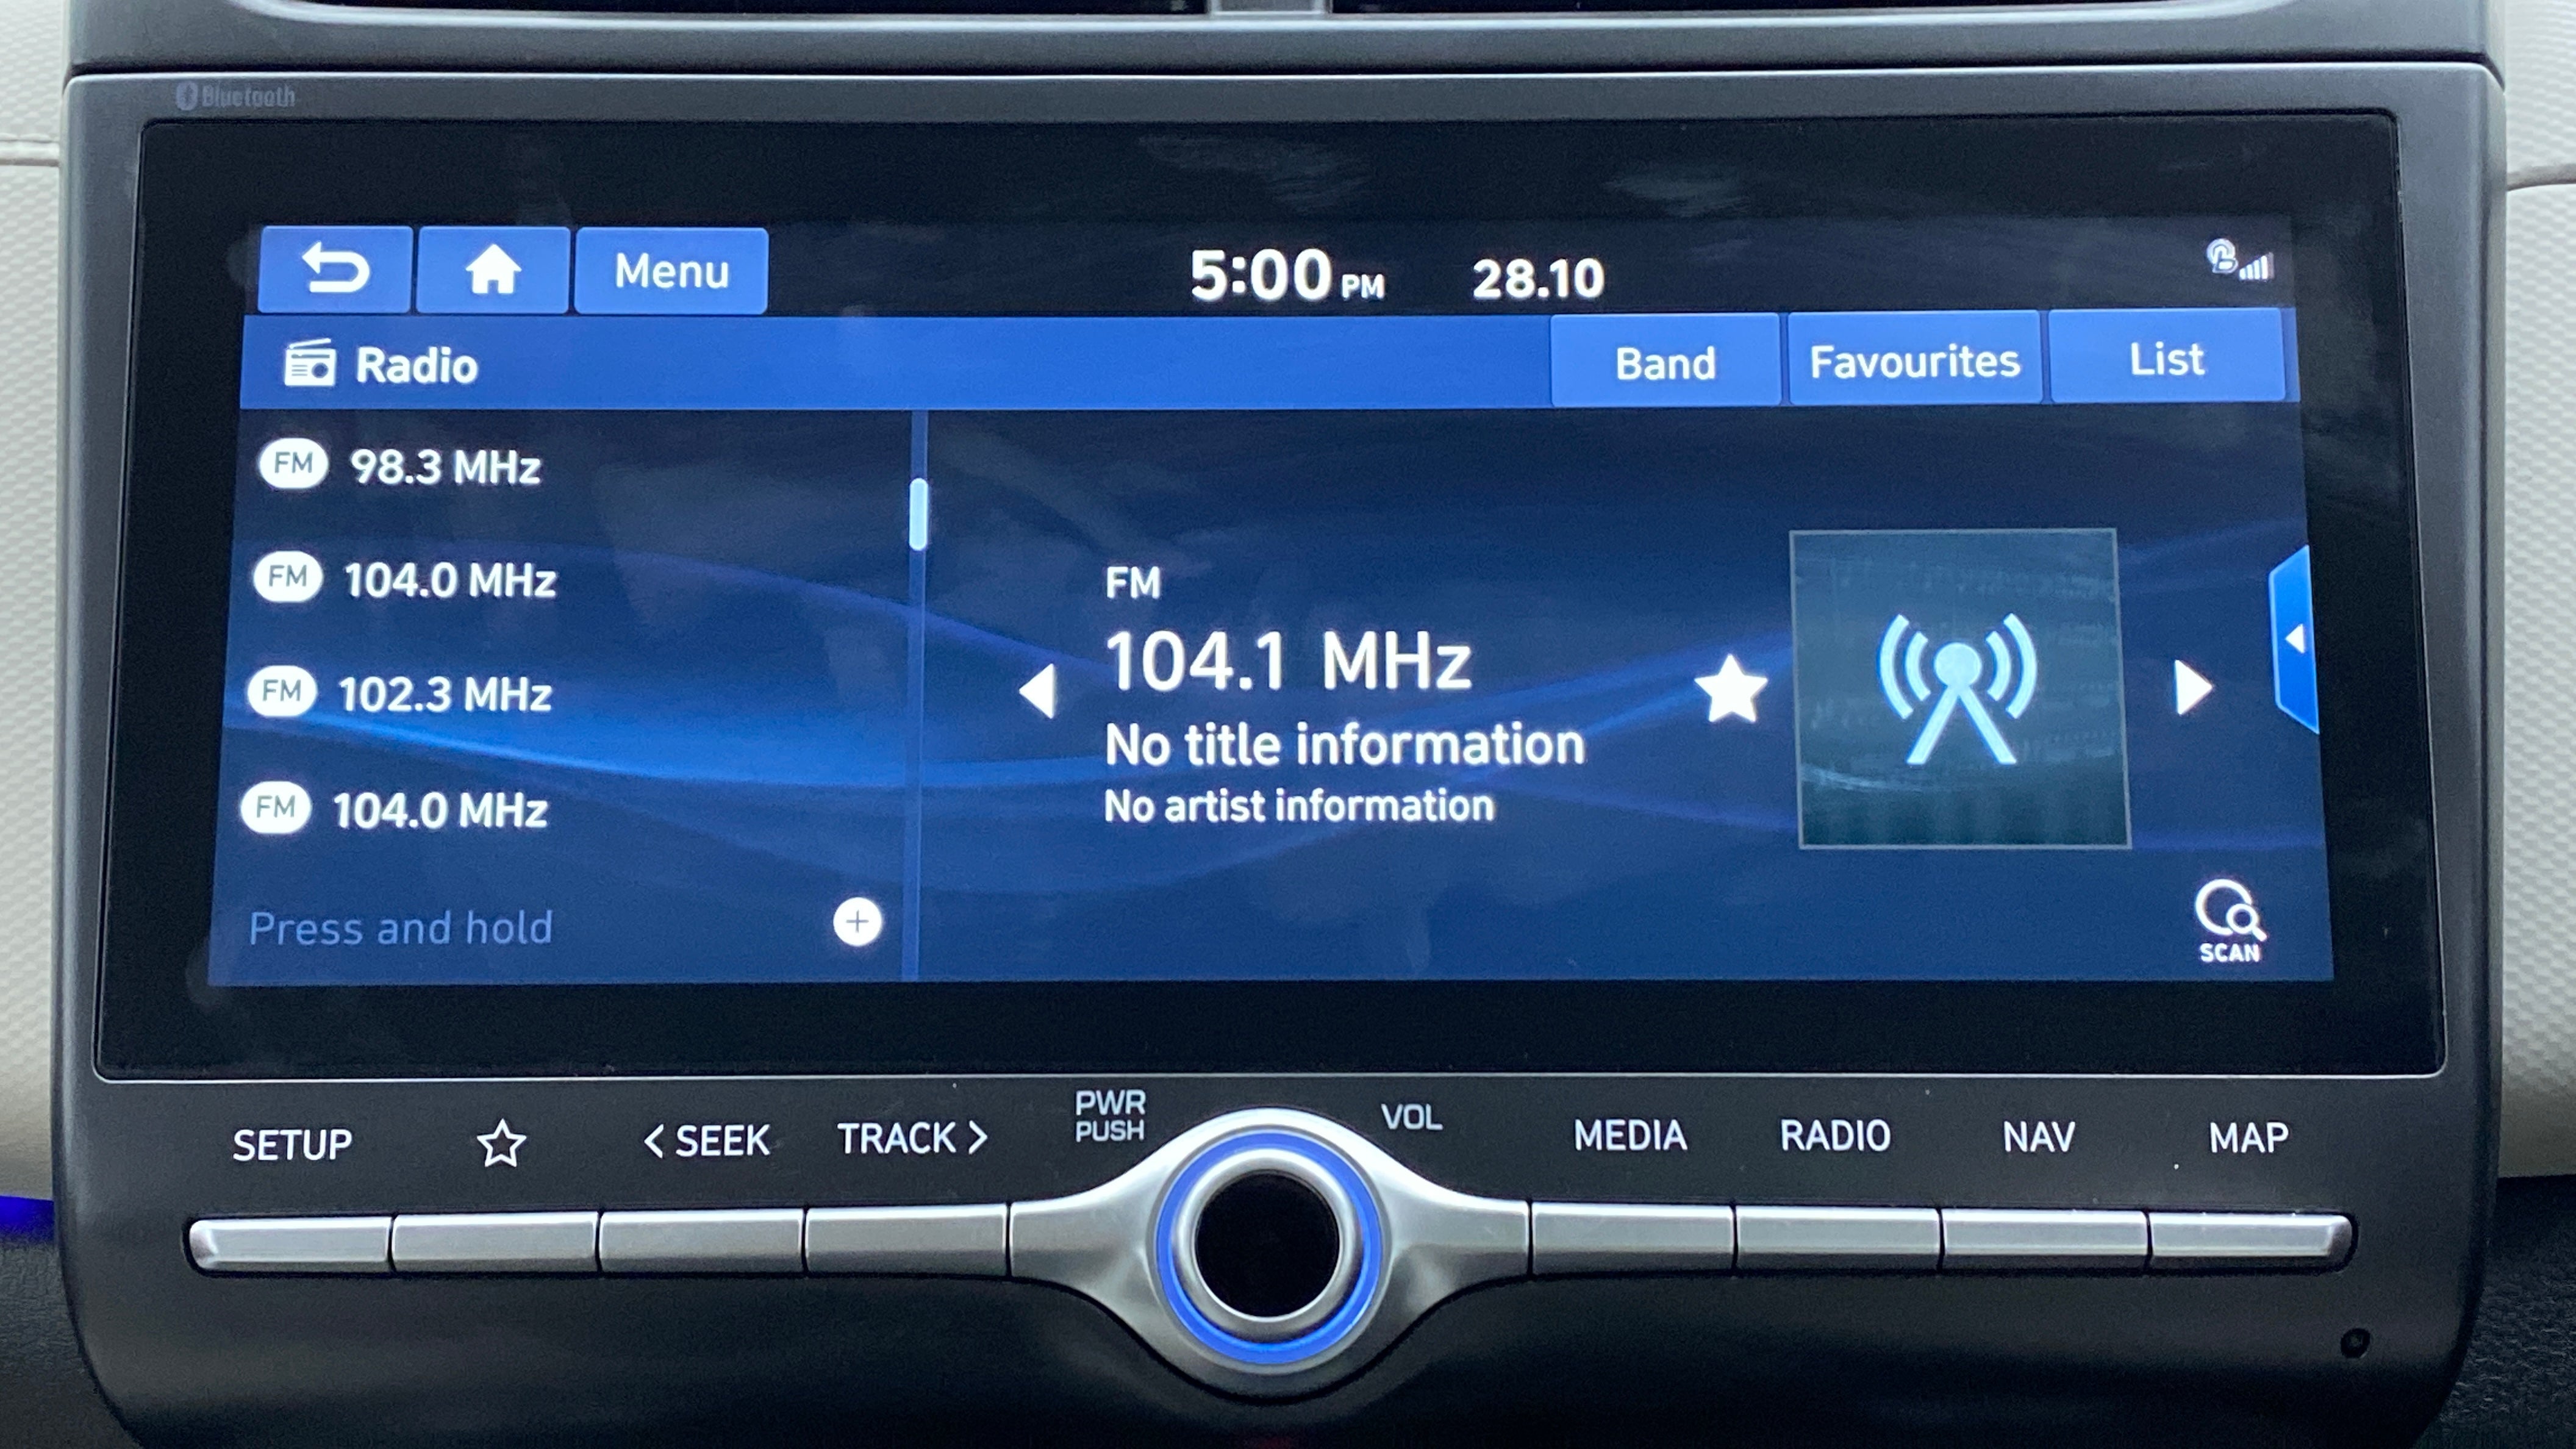 Bluetooth
Menu
5:00 PM 28.10
Radio
Band Favourites List
FM 98.3 MHz
FM 104.0 MHz
FM 102.3 MHz
FM 104.0 MHz
Press and hold
FM
104.1 MHz
No title information
No artist information
SCAN
SETUP
< SEEK
TRACK >
PWR
PUSH
VOL
MEDIA
RADIO
NAV
MAP